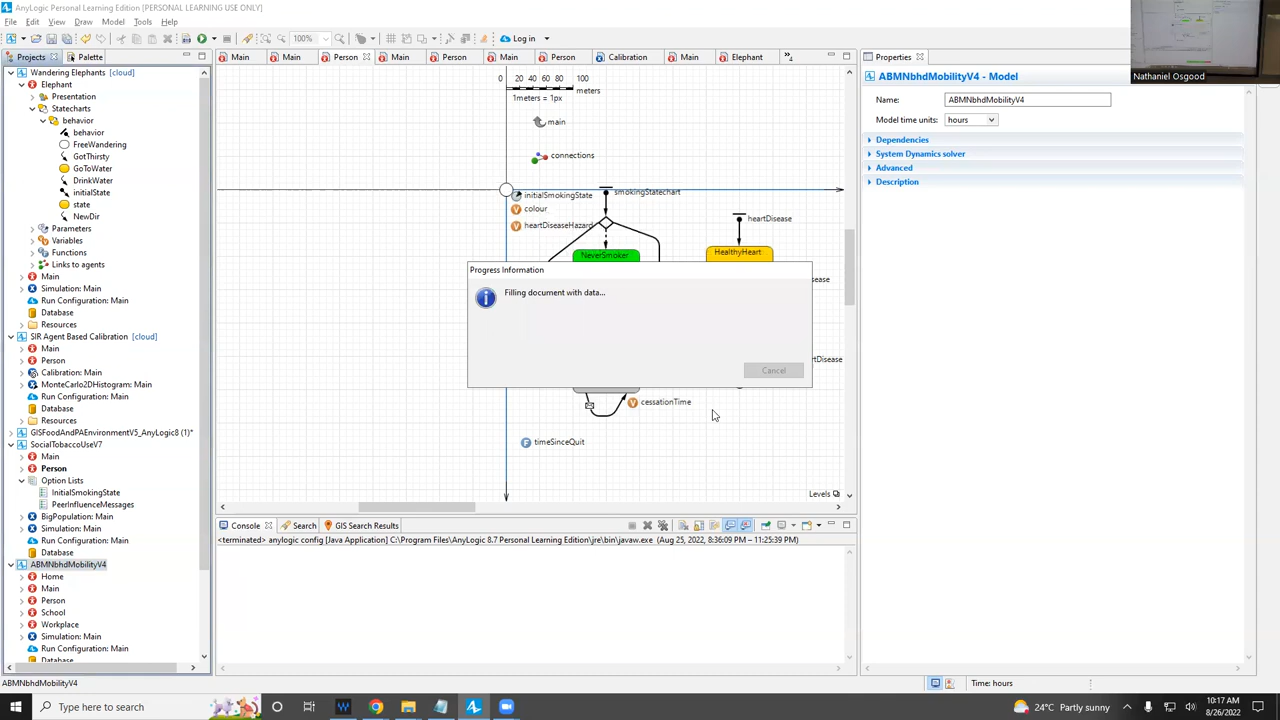 AnyLogic PERSONAL LEARNING EDITION [PERSONAL LEARNING USE ONLY]
File Edit View Draw Model Tools Help
100% Log in
Projects Palette
Main Main Person Main Person Main Person Calibration Main Elephant
Properties
Wandering Elephants [cloud]
Elephant
Presentation
Statecharts
behavior
behavior
FreeWandering
GotThirsty
GoToWater
DrinkWater
initialState
state
NewDir
Parameters
Variables
Functions
Links to agents
Main
Simulation: Main
Run Configuration: Main
Database
Resources
SIR Agent Based Calibration [cloud]
Main
Person
Calibration: Main
MonteCarlo2DHistogram: Main
Run Configuration: Main
Database
Resources
GISFoodAndPAEnvironmentV5_AnyLogic8 (1)*
SocialTobaccoUseV7
Main
Person
Option Lists
InitialSmokingState
PeerInfluenceMessages
BigPopulation: Main
Simulation: Main
Run Configuration: Main
Database
ABMNbhdMobilityV4
Home
Main
Person
School
Workplace
Simulation: Main
Run Configuration: Main
Database
0 20 40 60 80 100
meters
1meters = 1px
main
connections
initialSmokingState
smokingStatechart
colour
heartDiseaseHazard
heartDisease
NeverSmoker
HealthyHeart
cessationTime
timeSinceQuit
Levels
Progress Information
Filling document with data...
Cancel
Console Search GIS Search Results
<terminated> anylogic config [Java Application] C:\Program Files\AnyLogic 8.7 Personal Learning Edition\jre\bin\javaw.exe (Aug 25, 2022, 8:36:09 PM – 11:25:39 PM)
ABMNbhdMobilityV4 - Model
Name: ABMNbhdMobilityV4
Model time units: hours
Dependencies
System Dynamics solver
Advanced
Description
Nathaniel Osgood
ABMNbhdMobilityV4
Time: hours
Type here to search
24°C Partly sunny
10:17 AM
8/26/2022